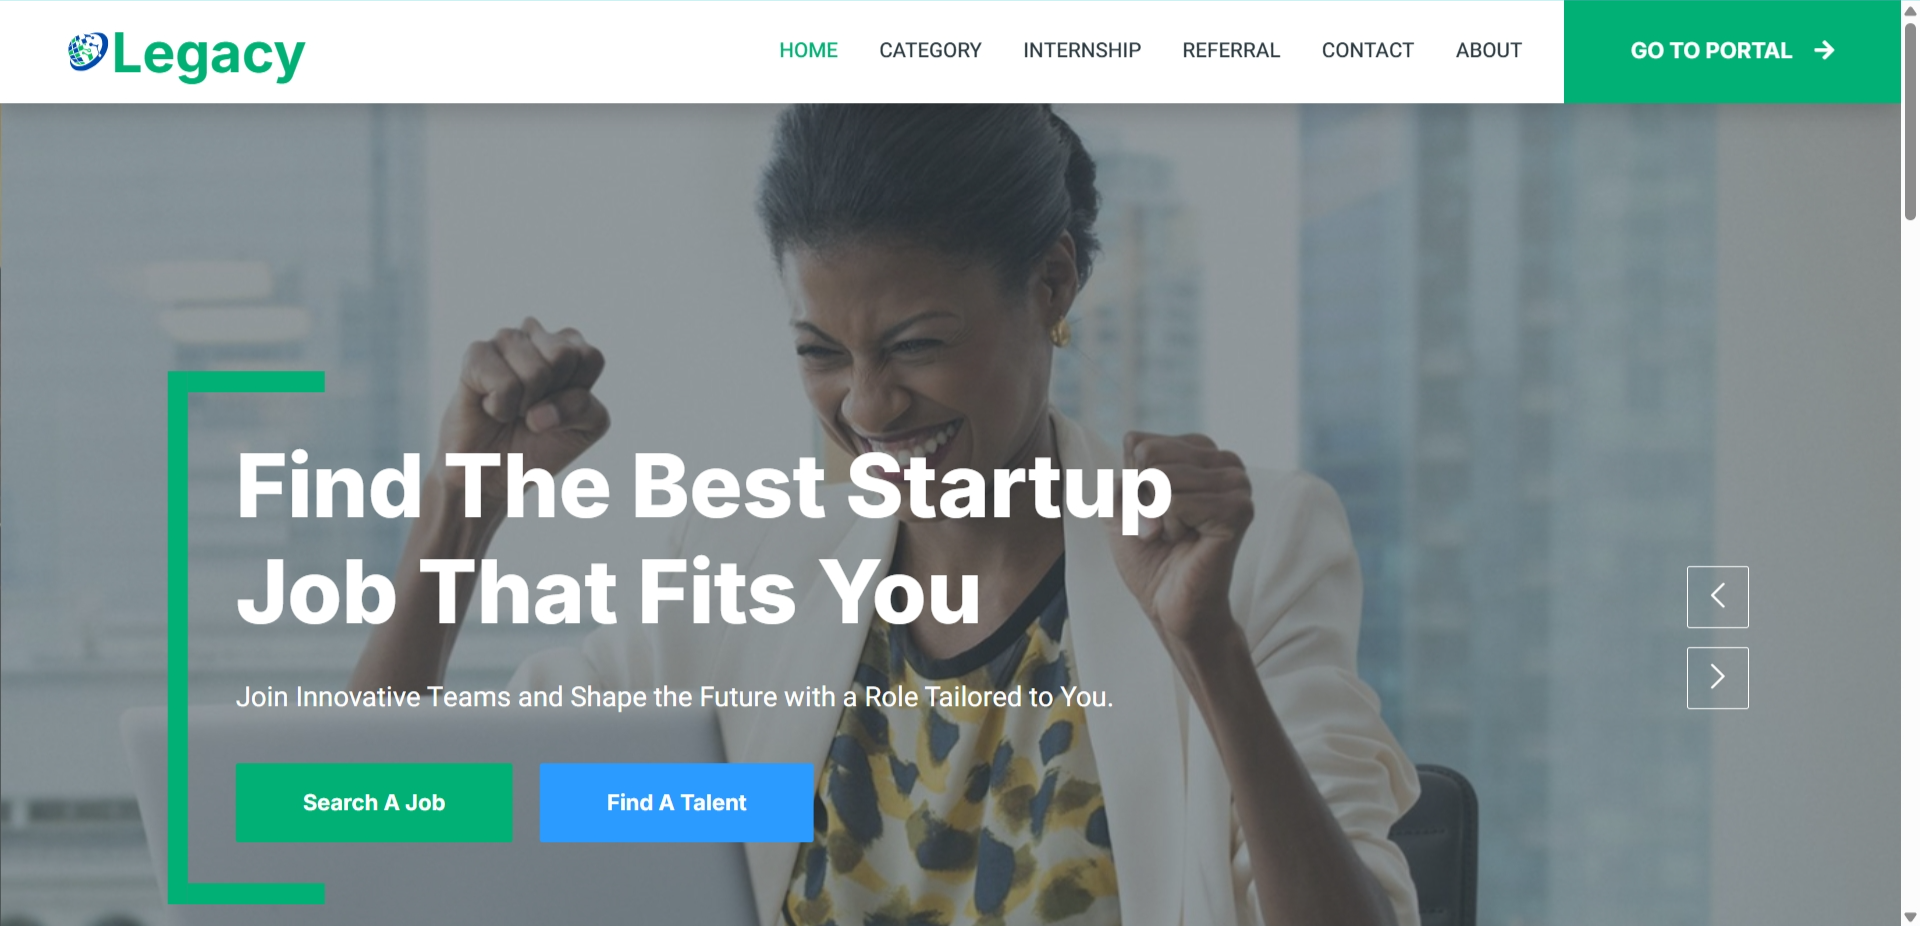 Legacy
HOME
CATEGORY
INTERNSHIP
REFERRAL
CONTACT
ABOUT
GO TO PORTAL
Find The Best Startup
Job That Fits You
Join Innovative Teams and Shape the Future with a Role Tailored to You.
Search A Job
Find A Talent